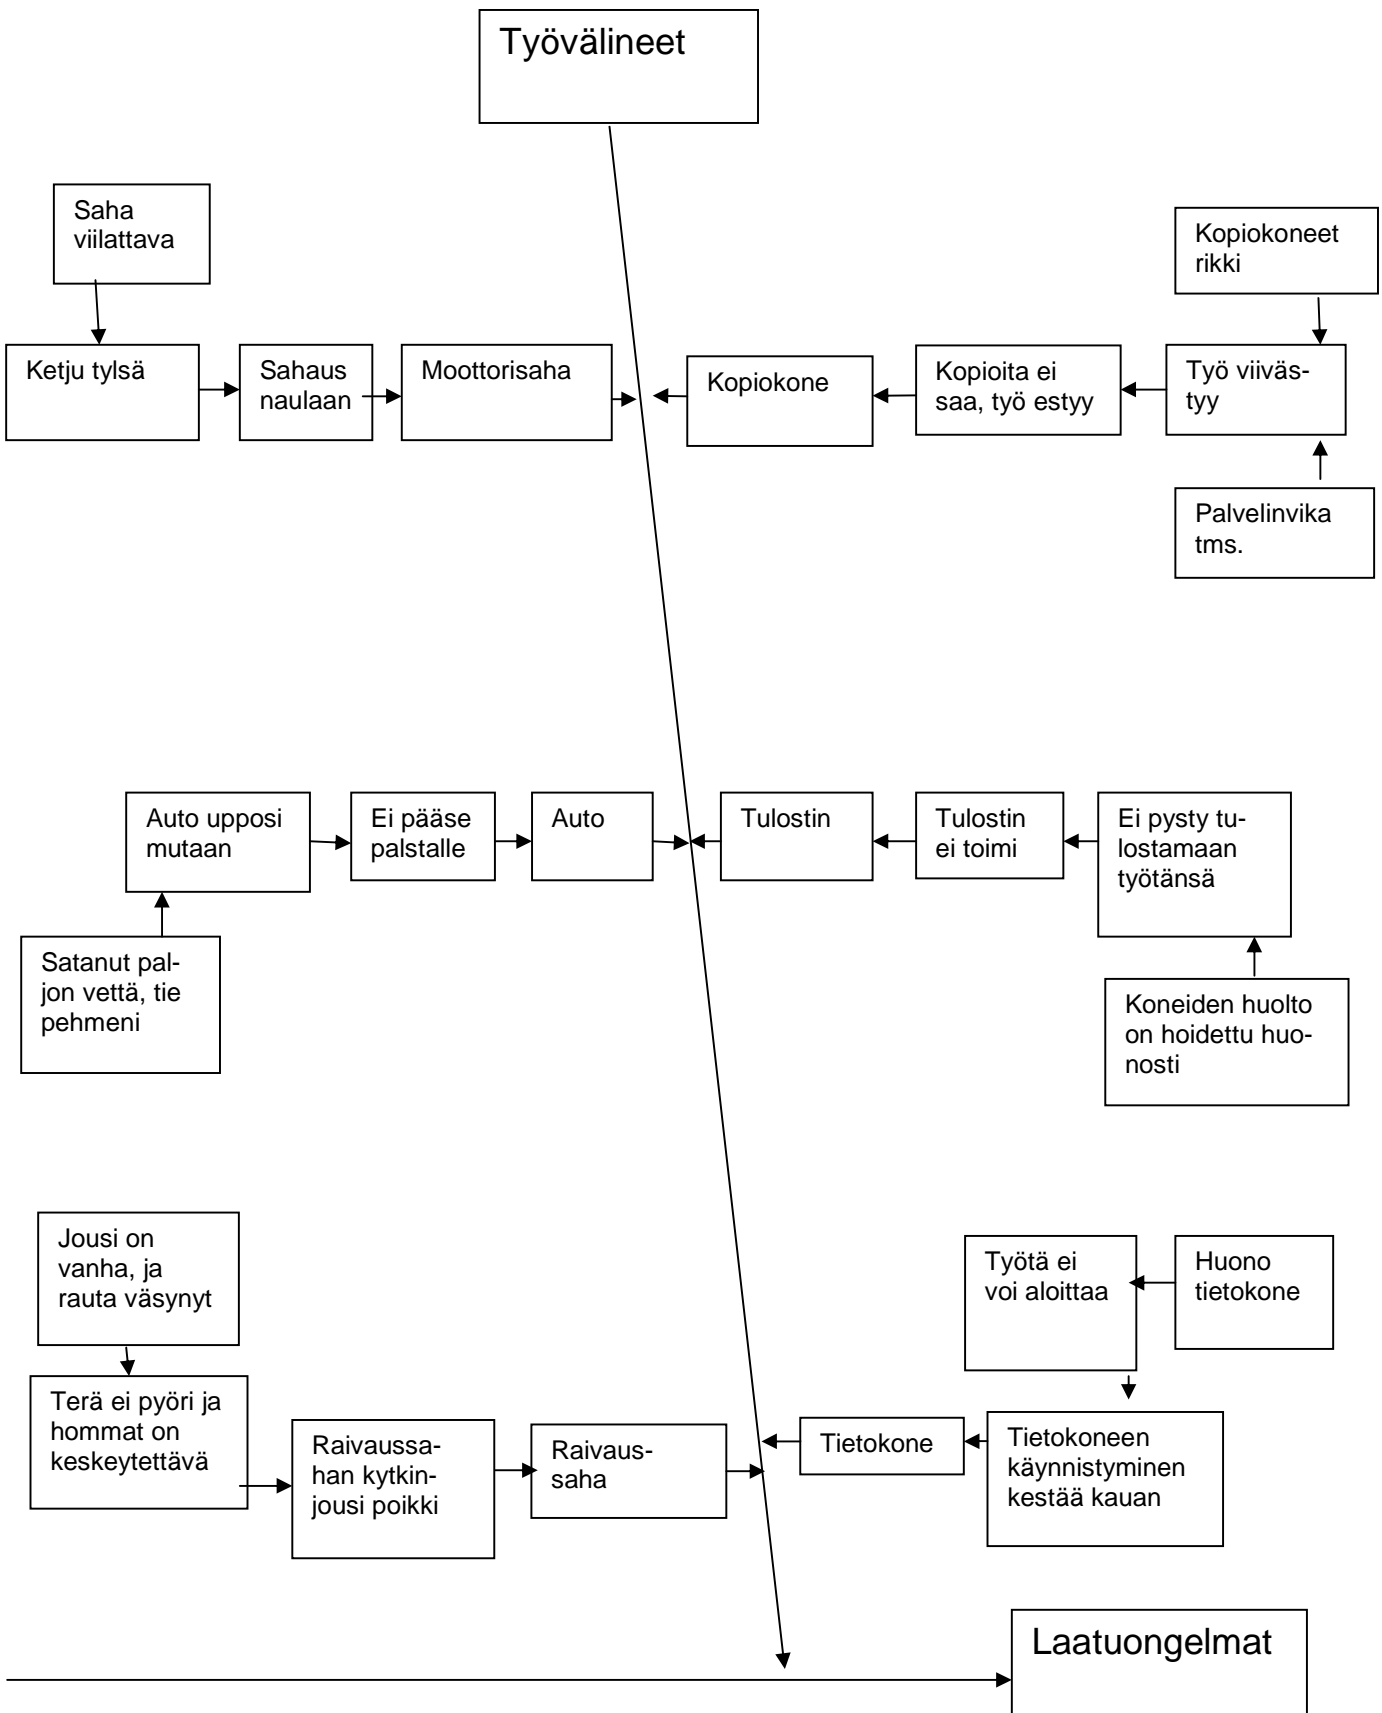 Työvälineet
Saha
viilattava
Kopiokoneet
rikki
Ketju tylsä
Sahaus
naulaan
Moottorisaha
Kopiokone
Kopioita ei
saa, työ estyy
Työ viiväs-
tyy
Palvelinvika
tms.
Auto upposi
mutaan
Ei pääse
palstalle
Auto
Tulostin
Tulostin
ei toimi
Ei pysty tu-
lostamaan
työtänsä
Satanut pal-
jon vettä, tie
pehmeni
Koneiden huolto
on hoidettu huo-
nosti
Jousi on
vanha, ja
rauta väsynyt
Työtä ei
voi aloittaa
Huono
tietokone
Terä ei pyöri ja
hommat on
keskeytettävä
Raivaussa-
han kytkin-
jousi poikki
Raivaus-
saha
Tietokone
Tietokoneen
käynnistyminen
kestää kauan
Laatuongelmat